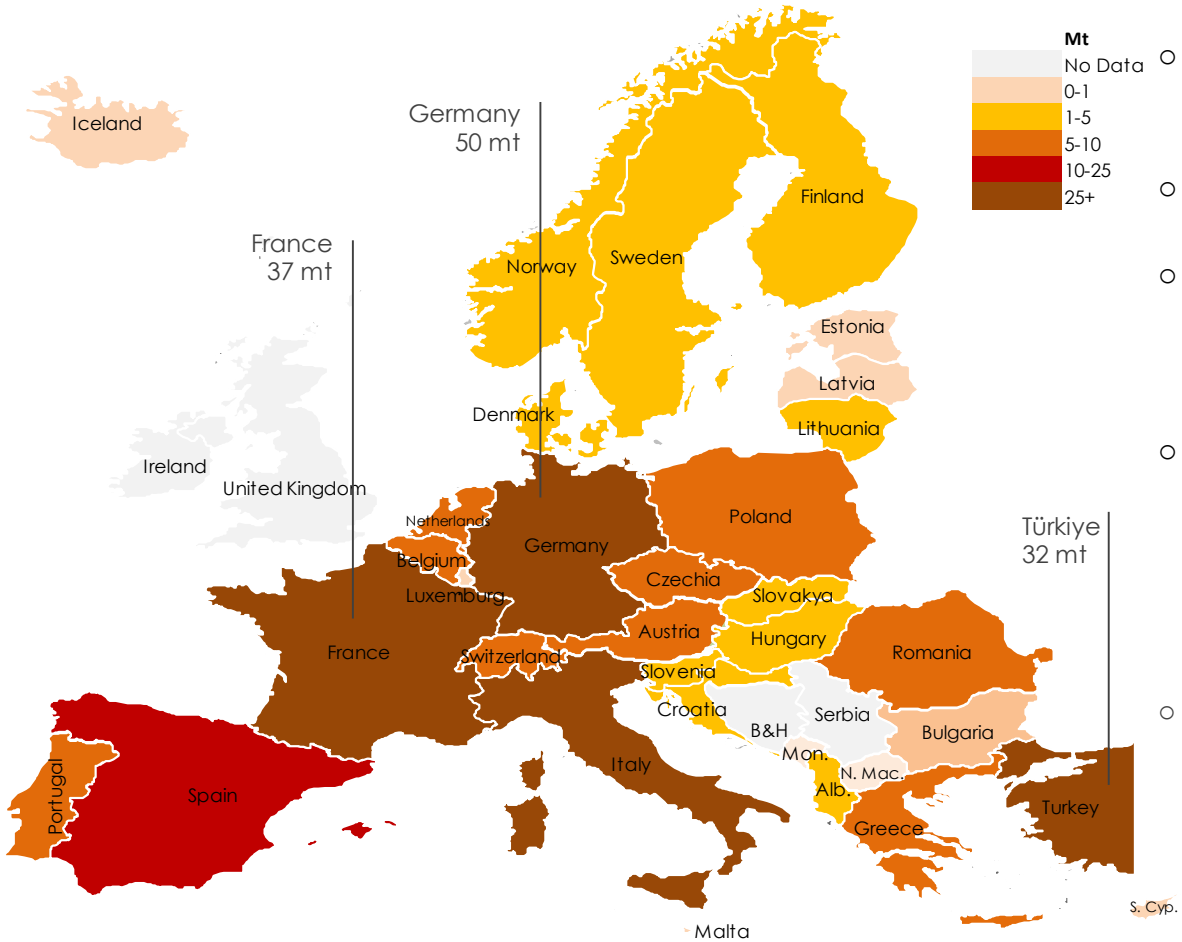 Mt
No Data
0-1
1-5
5-10
10-25
25+
Iceland
Germany
50 mt
Finland
France
37 mt
Norway
Sweden
Estonia
Latvia
Denmark
Lithuania
Ireland
United Kingdom
Netherlands
Poland
Türkiye
32 mt
Germany
Belgium
Czechia
Luxemburg
Slovakya
Austria
Hungary
France
Switzerland
Romania
Slovenia
Croatia
Serbia
B&H
Bulgaria
Mon.
Italy
N. Mac.
Alb.
Portugal
Spain
Turkey
Greece
S. Cyp.
Malta